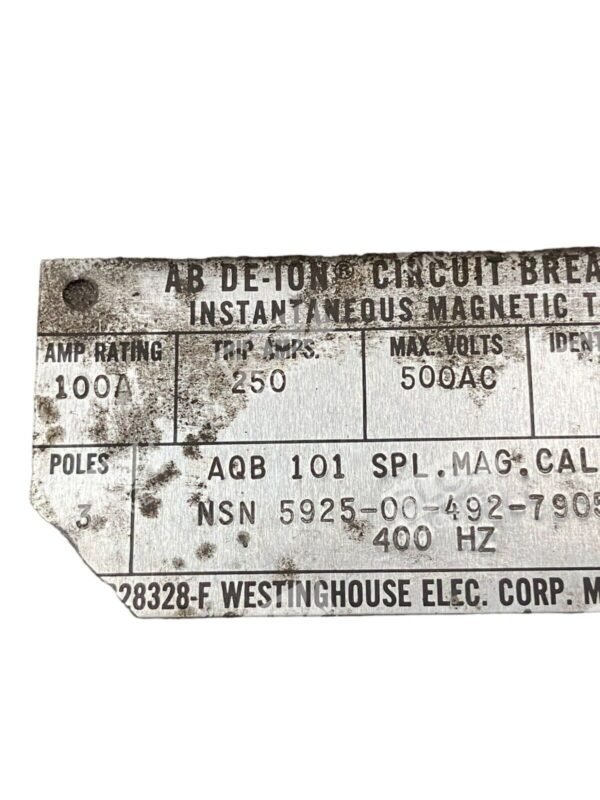 AB DE-ION® CIRCUIT BREA
INSTANTANEOUS MAGNETIC T
AMP. RATING TRIP AMPS. MAX. VOLTS IDENT
100A 250 500AC
POLES AQB 101 SPL.MAG.CAL
3 NSN 5925-00-492-7905
400 HZ
28328-F WESTINGHOUSE ELEC. CORP. M